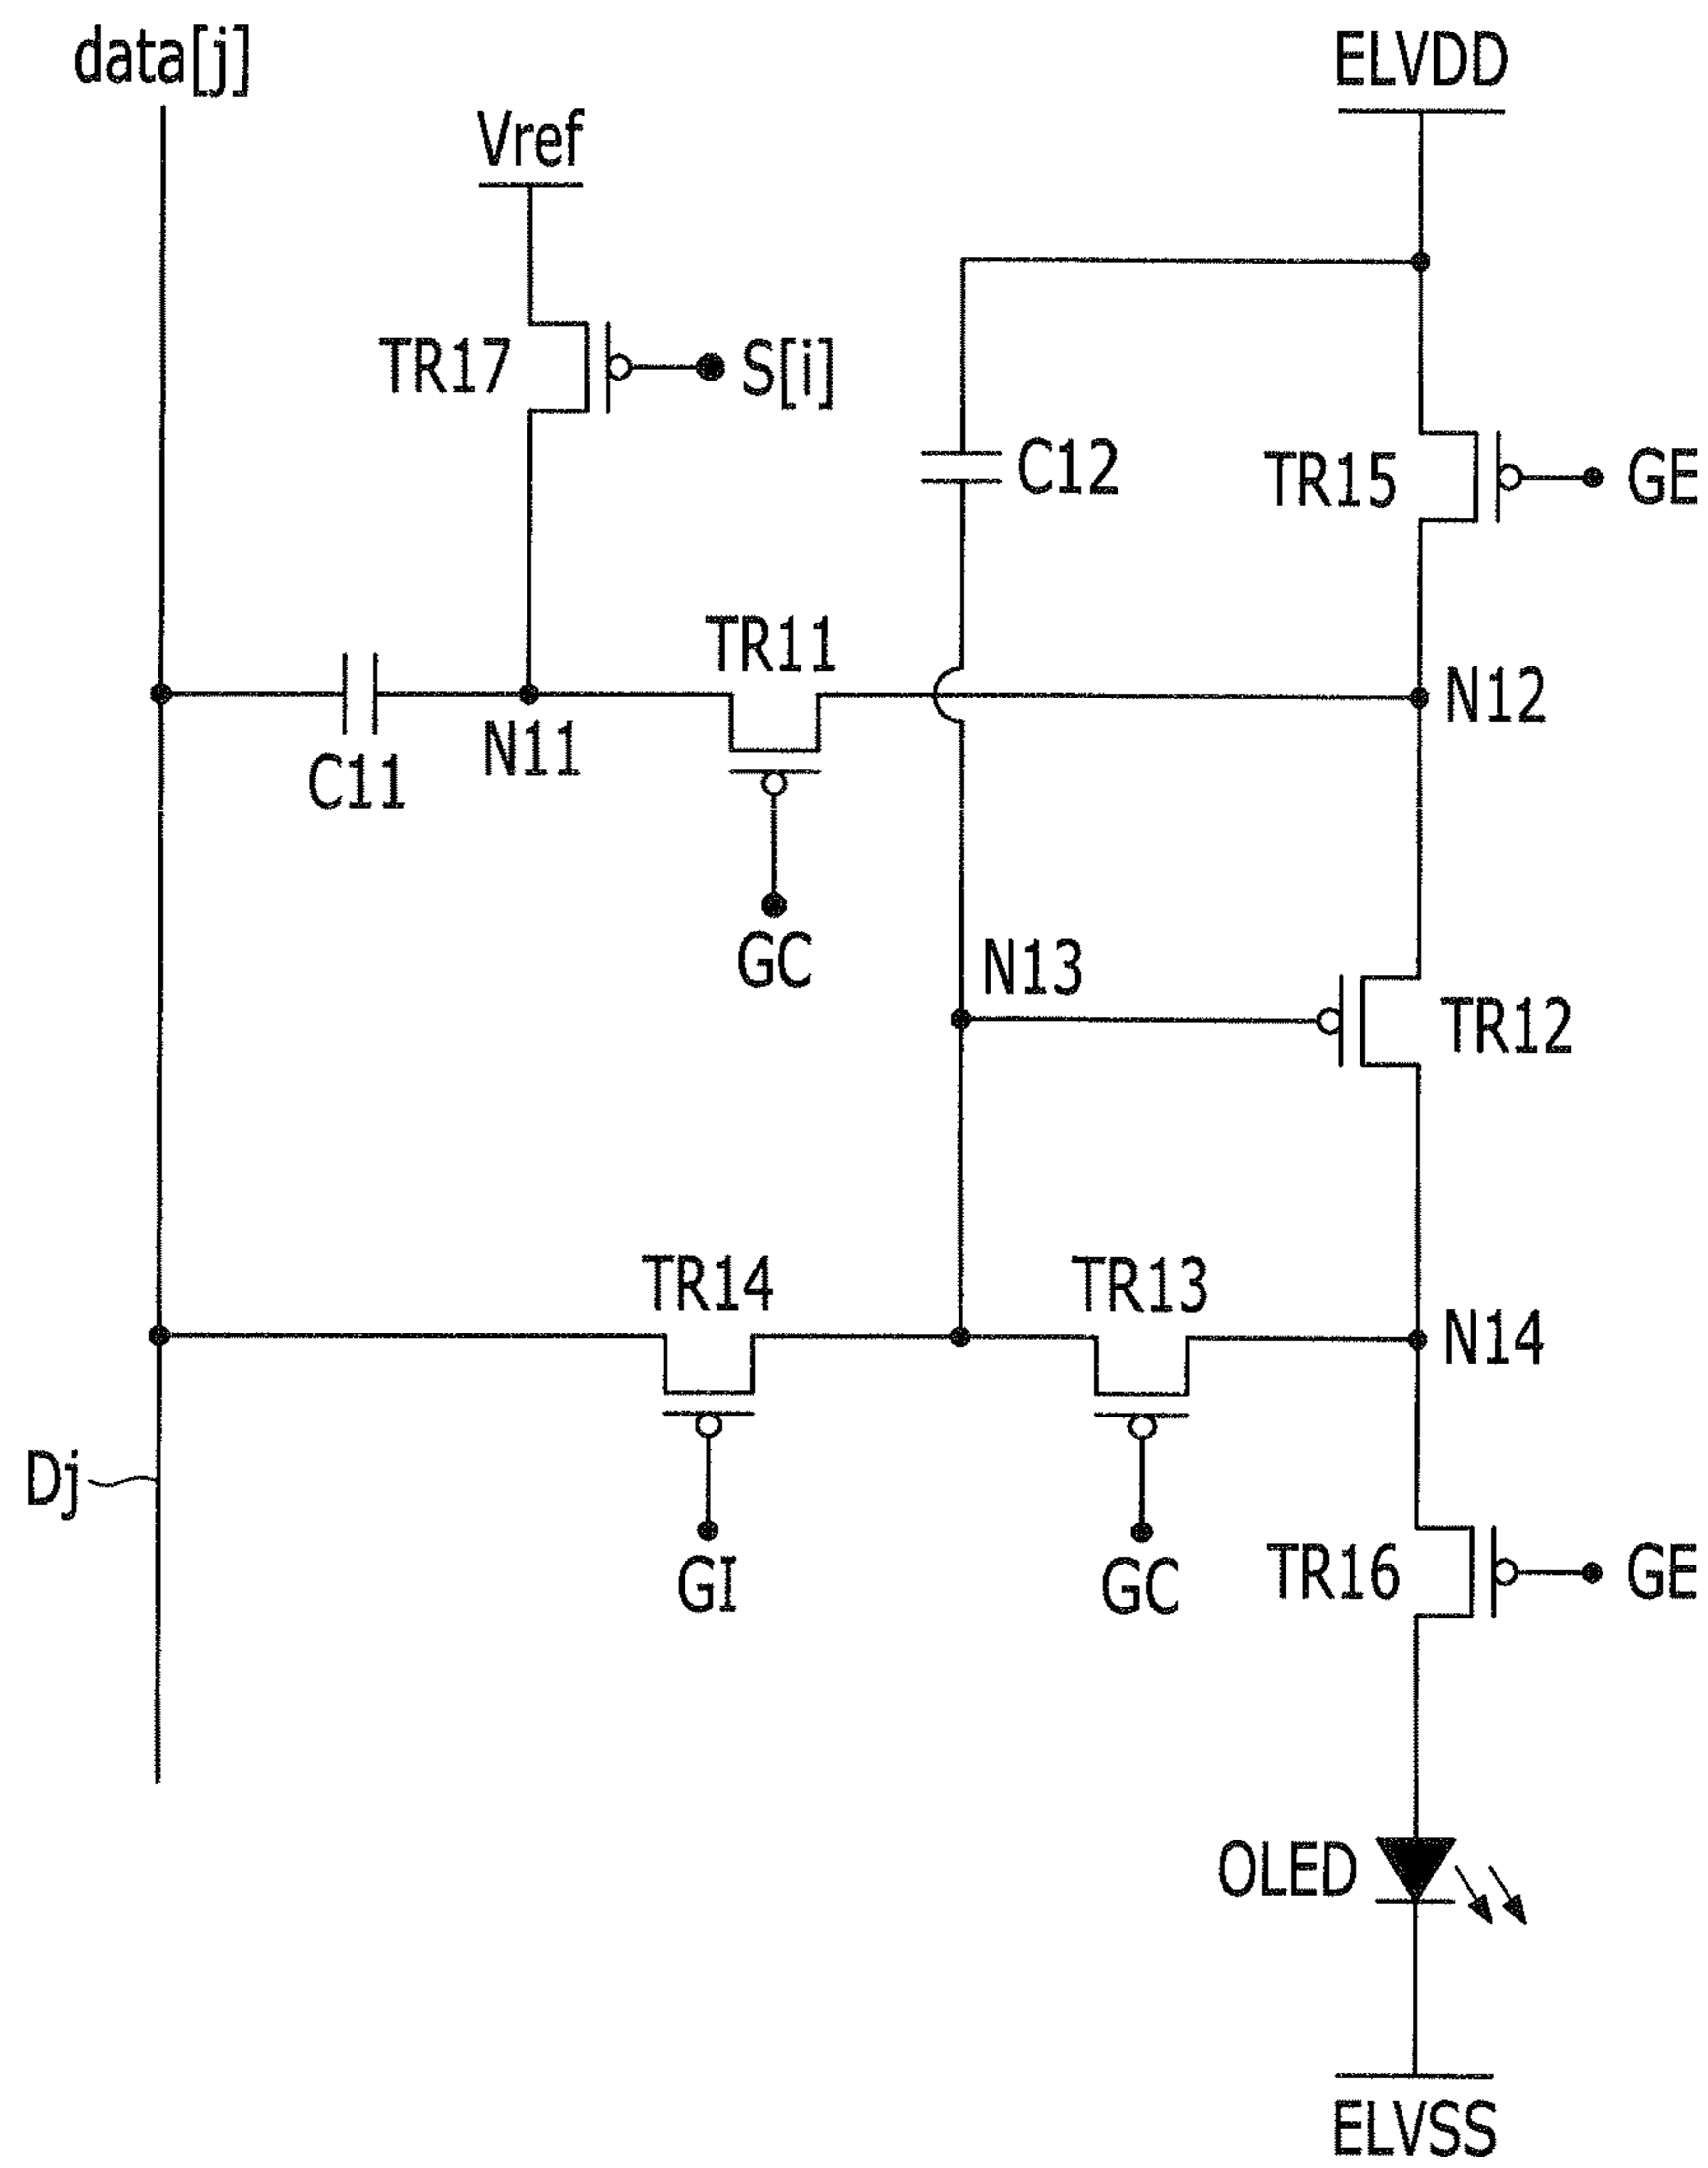 data[j]
ELVDD
Vref
TR17
S[i]
C12
TR15
GE
TR11
N12
N11
C11
GC
N13
TR12
TR14
TR13
N14
Dj
GI
GC
TR16
GE
OLED
ELVSS